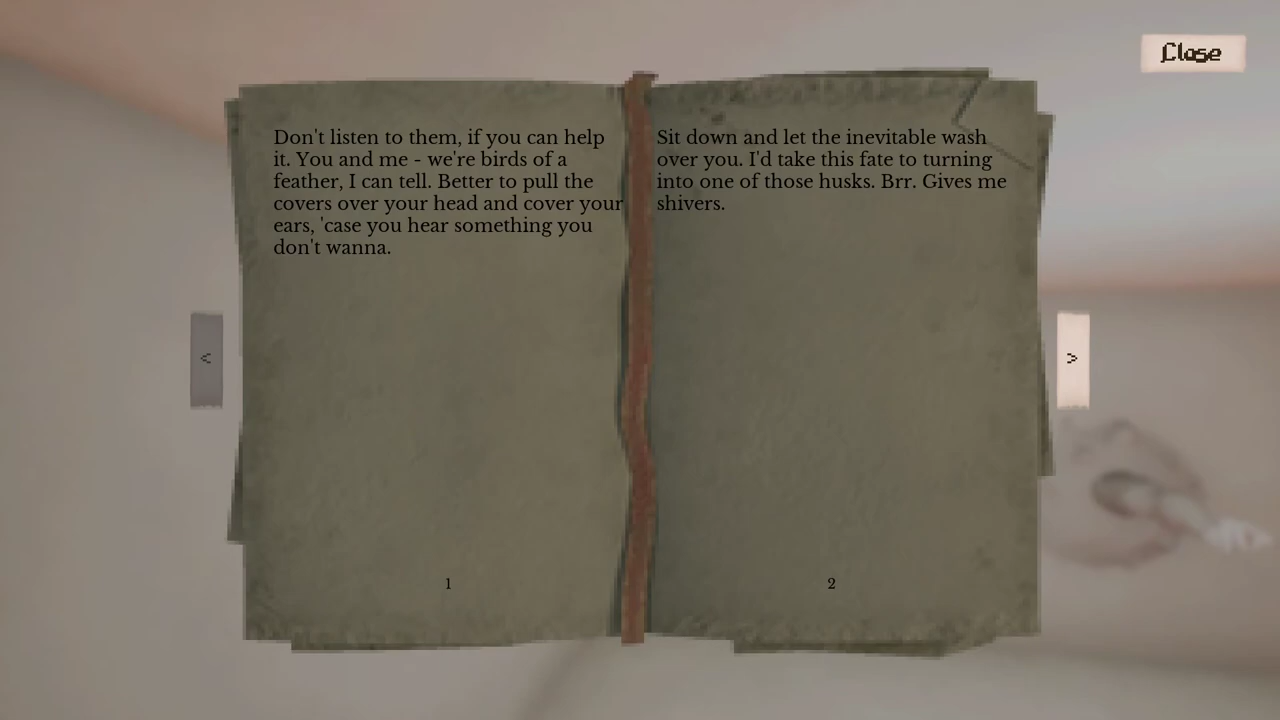 Close
Don't listen to them, if you can help
it. You and me - we're birds of a
feather, I can tell. Better to pull the
covers over your head and cover your
ears, 'case you hear something you
don't wanna.
1
Sit down and let the inevitable wash
over you. I'd take this fate to turning
into one of those husks. Brr. Gives me
shivers.
2
<
>